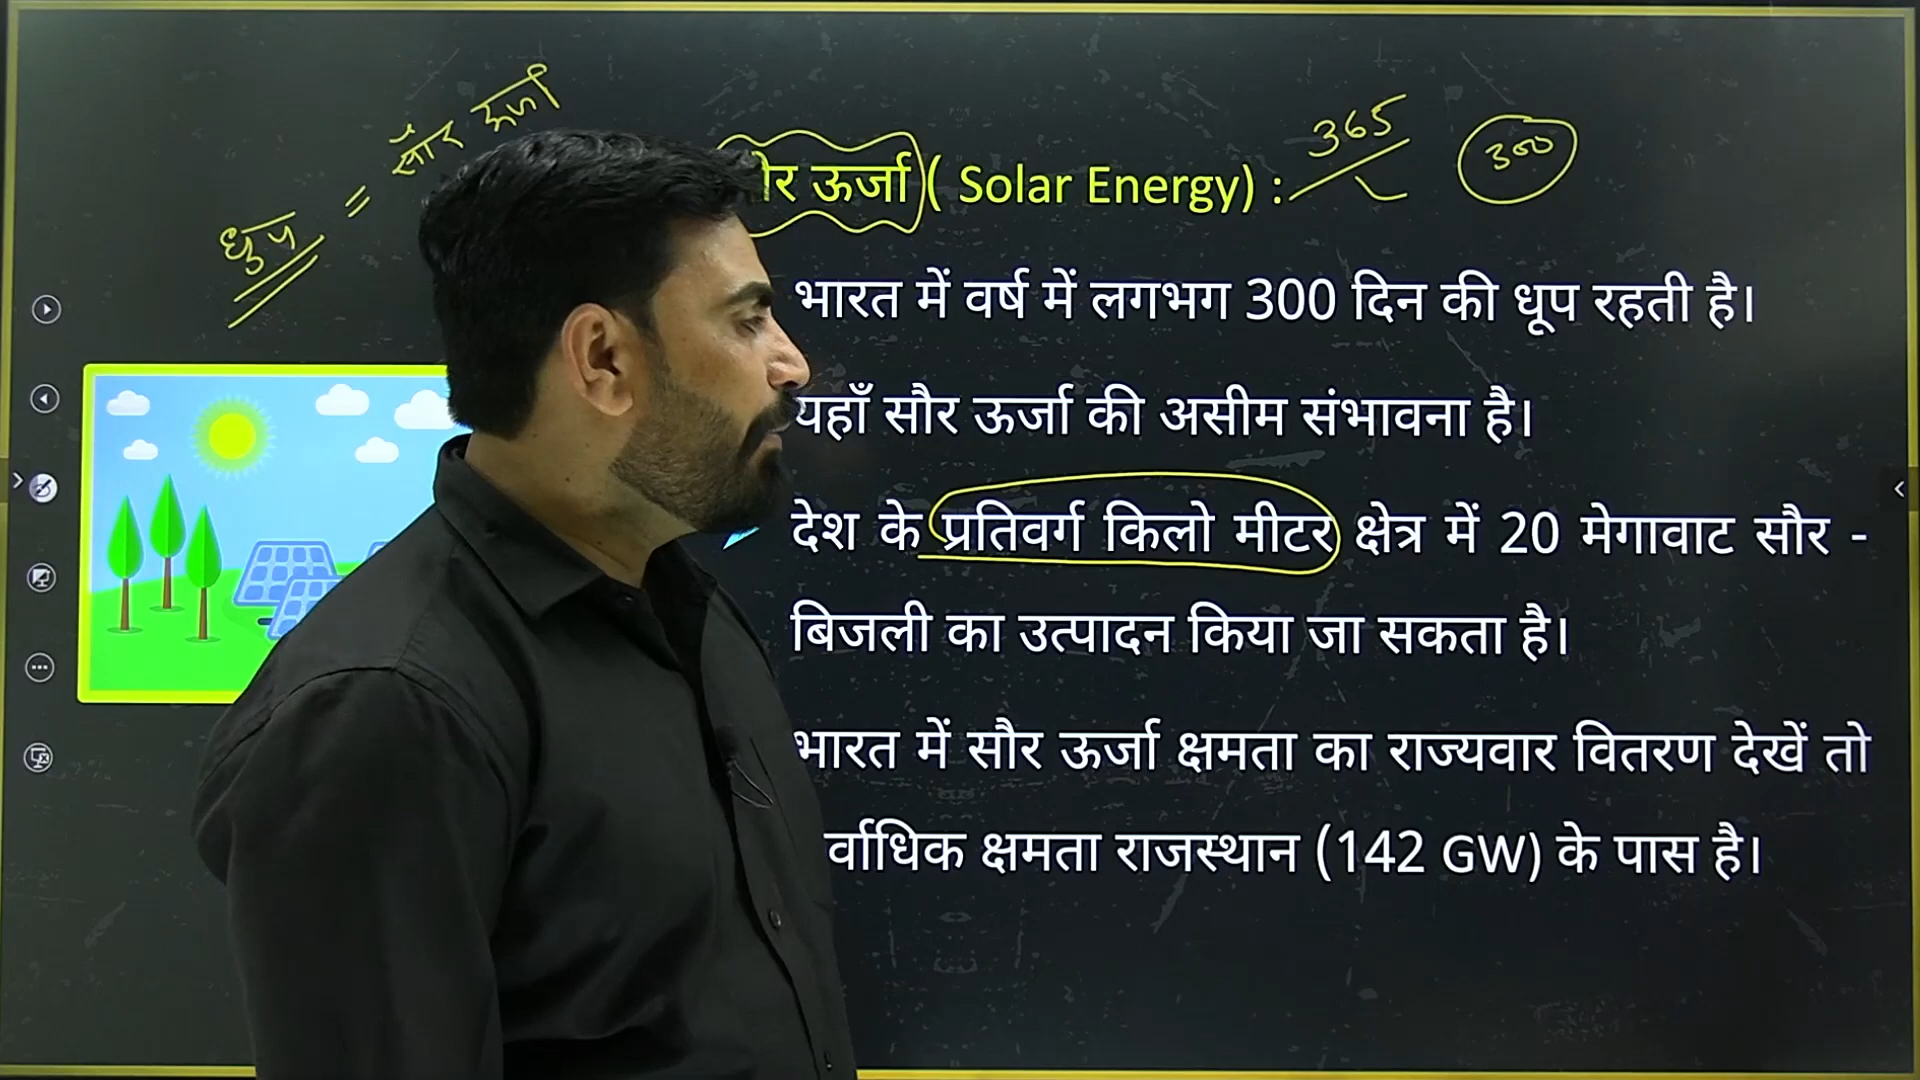 धुप = सौर ऊर्जा
ऊर्जा ( Solar Energy) : 365 300
भारत में वर्ष में लगभग 300 दिन की धूप रहती है।
यहाँ सौर ऊर्जा की असीम संभावना है।
देश के प्रतिवर्ग किलो मीटर क्षेत्र में 20 मेगावाट सौर -
बिजली का उत्पादन किया जा सकता है।
भारत में सौर ऊर्जा क्षमता का राज्यवार वितरण देखें तो
क्षमता राजस्थान (142 GW) के पास है।